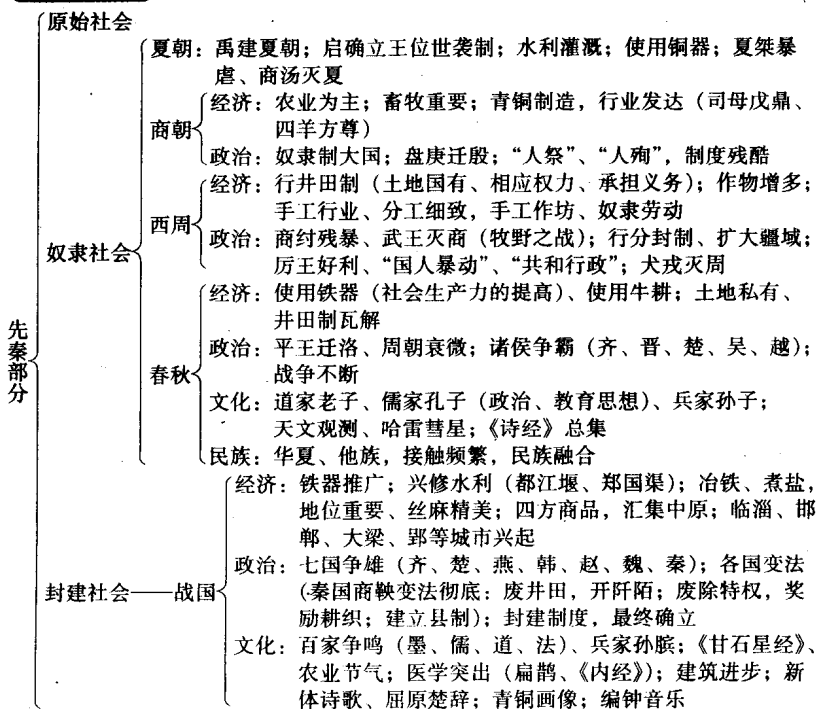 原始社会
夏朝：禹建夏朝；启确立王位世袭制；水利灌溉；使用铜器；夏桀暴
虐、商汤灭夏
经济：农业为主；畜牧重要；青铜制造，行业发达（司母戊鼎、
四羊方尊）
商朝
政治：奴隶制大国；盘庚迁殷；“人祭”、“人殉”，制度残酷
经济：行井田制（土地国有、相应权力、承担义务）；作物增多；
手工行业、分工细致，手工作坊、奴隶劳动
西周
政治：商纣残暴、武王灭商（牧野之战）；行分封制、扩大疆域；
厉王好利、“国人暴动”、“共和行政”；犬戎灭周
奴隶社会
经济：使用铁器（社会生产力的提高）、使用牛耕；土地私有、
井田制瓦解
政治：平王迁洛、周朝衰微；诸侯争霸（齐、晋、楚、吴、越）；
战争不断
春秋
文化：道家老子、儒家孔子（政治、教育思想）、兵家孙子；
天文观测、哈雷彗星；《诗经》总集
民族：华夏、他族，接触频繁，民族融合
先秦部分
经济：铁器推广；兴修水利（都江堰、郑国渠）；冶铁、煮盐，
地位重要、丝麻精美；四方商品，汇集中原；临淄、邯
郸、大梁、郢等城市兴起
政治：七国争雄（齐、楚、燕、韩、赵、魏、秦）；各国变法
封建社会——战国
（秦国商鞅变法彻底：废井田，开阡陌；废除特权，奖
励耕织；建立县制）；封建制度，最终确立
文化：百家争鸣（墨、儒、道、法）、兵家孙膑；《甘石星经》、
农业节气；医学突出（扁鹊、《内经》）；建筑进步；新
体诗歌、屈原楚辞；青铜画像；编钟音乐